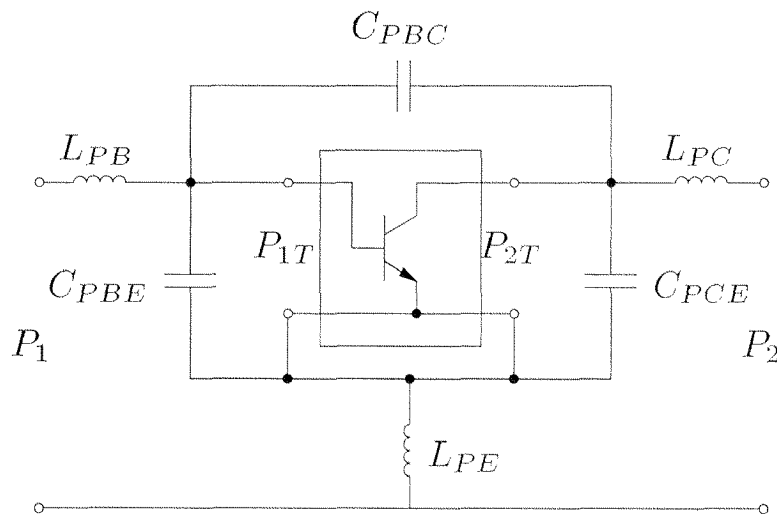 C_{PBC}
L_{PB}
L_{PC}
P_{1T}
P_{2T}
C_{PBE}
C_{PCE}
P_1
P_2
L_{PE}